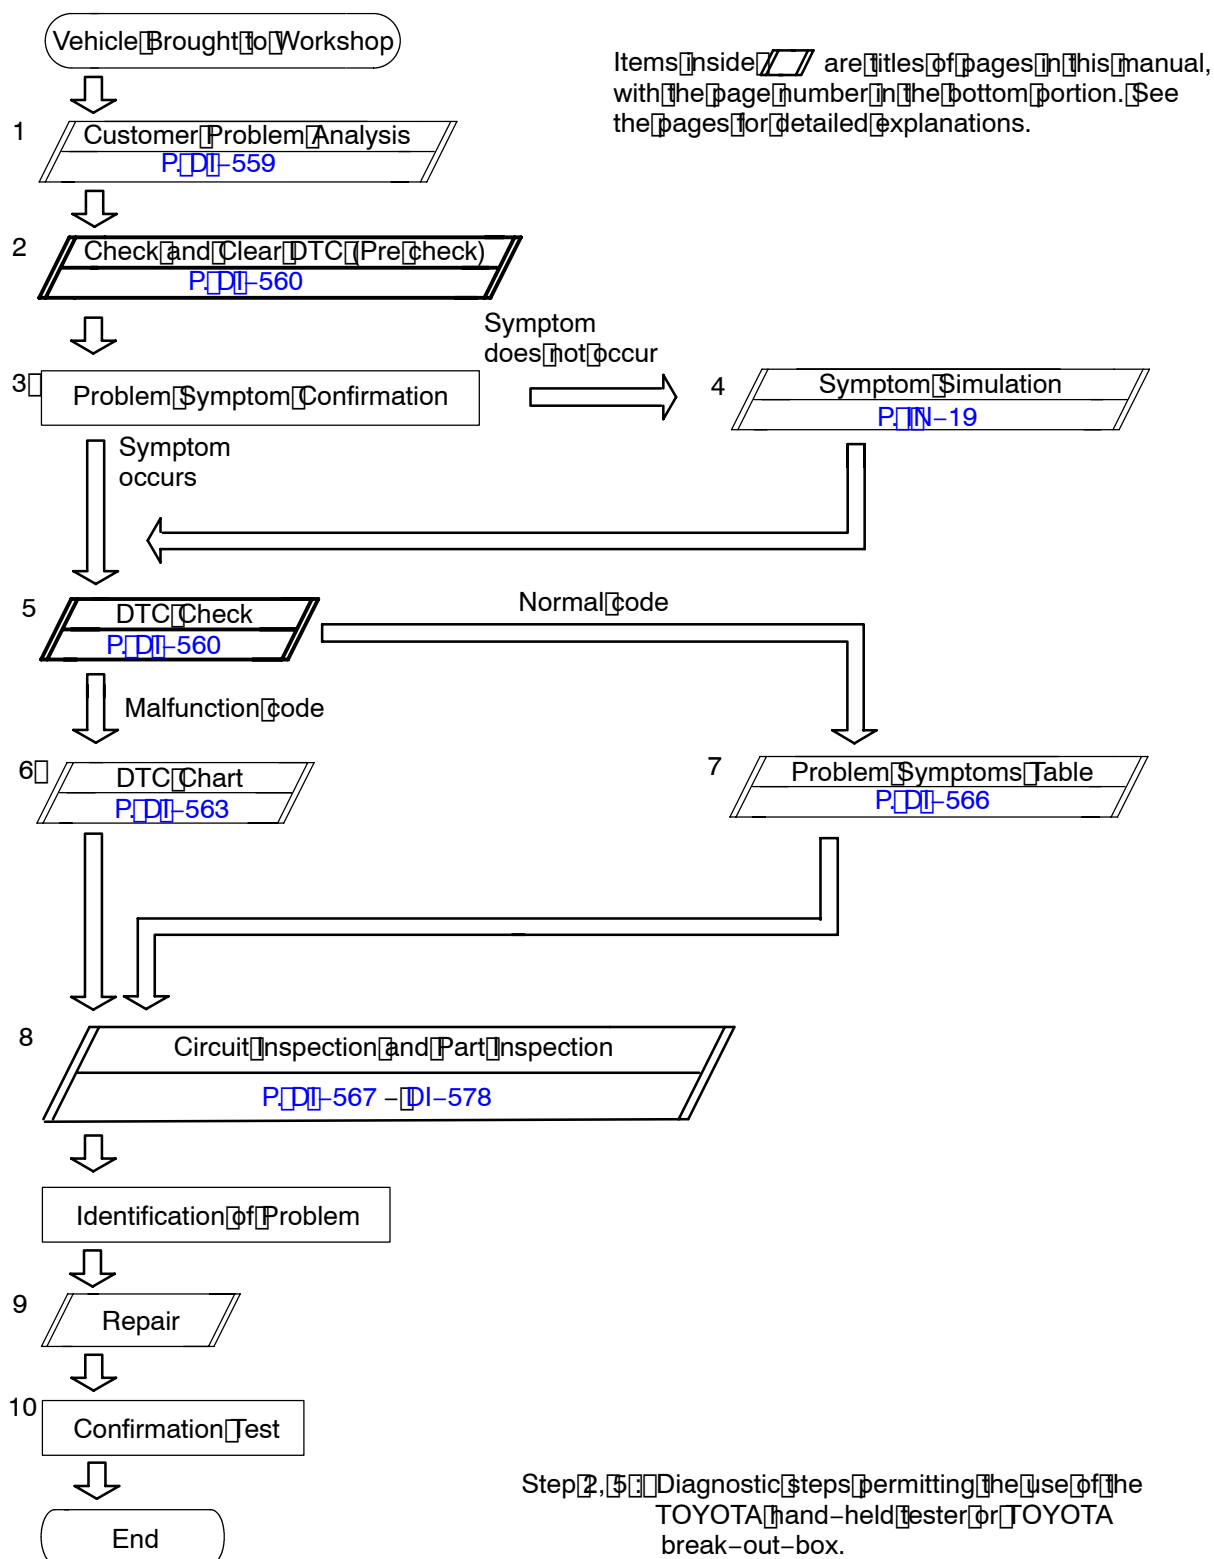 Vehicle Brought to Workshop
Items inside are titles of pages in this manual,
with the page number in the bottom portion. See
the pages for detailed explanations.
1
Customer Problem Analysis
P. DI–559
2
Check and Clear DTC (Pre check)
P. DI–560
Symptom
does not occur
3
Problem Symptom Confirmation
4
Symptom Simulation
P. IN–19
Symptom
occurs
5
DTC Check
P. DI–560
Normal code
Malfunction code
6
DTC Chart
P. DI–563
7
Problem Symptoms Table
P. DI–566
8
Circuit Inspection and Part Inspection
P. DI–567 – DI–578
Identification of Problem
9
Repair
10
Confirmation Test
End
Step 2, 5 : Diagnostic steps permitting the use of the
TOYOTA hand–held tester or TOYOTA
break–out–box.